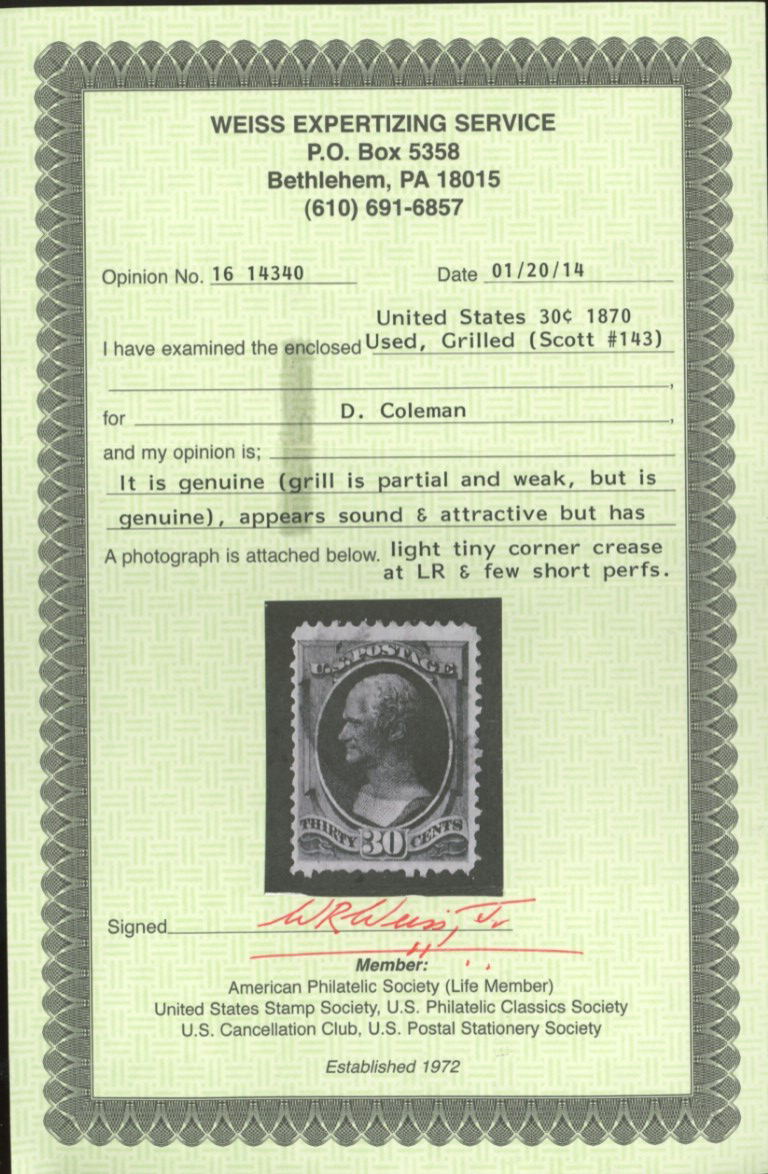 WEISS EXPERTIZING SERVICE
P.O. Box 5358
Bethlehem, PA 18015
(610) 691-6857
Opinion No. 16 14340 Date 01/20/14
United States 30¢ 1870
I have examined the enclosed Used, Grilled (Scott #143)
,
for D. Coleman,
and my opinion is;
It is genuine (grill is partial and weak, but is
genuine), appears sound & attractive but has
A photograph is attached below. light tiny corner crease
at LR & few short perfs.
U.S. POSTAGE
THIRTY 30 CENTS
Signed WRWeiss, Jr
Member:
American Philatelic Society (Life Member)
United States Stamp Society, U.S. Philatelic Classics Society
U.S. Cancellation Club, U.S. Postal Stationery Society
Established 1972